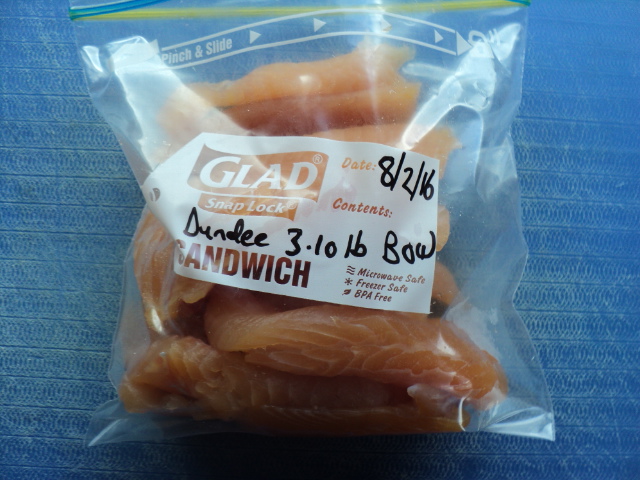 Pinch & Slide
GLAD®
Snap Lock®
Date: 8/2/16
Contents:
Dundee 3.10 lb Bow
SANDWICH
Microwave Safe
Freezer Safe
BPA Free